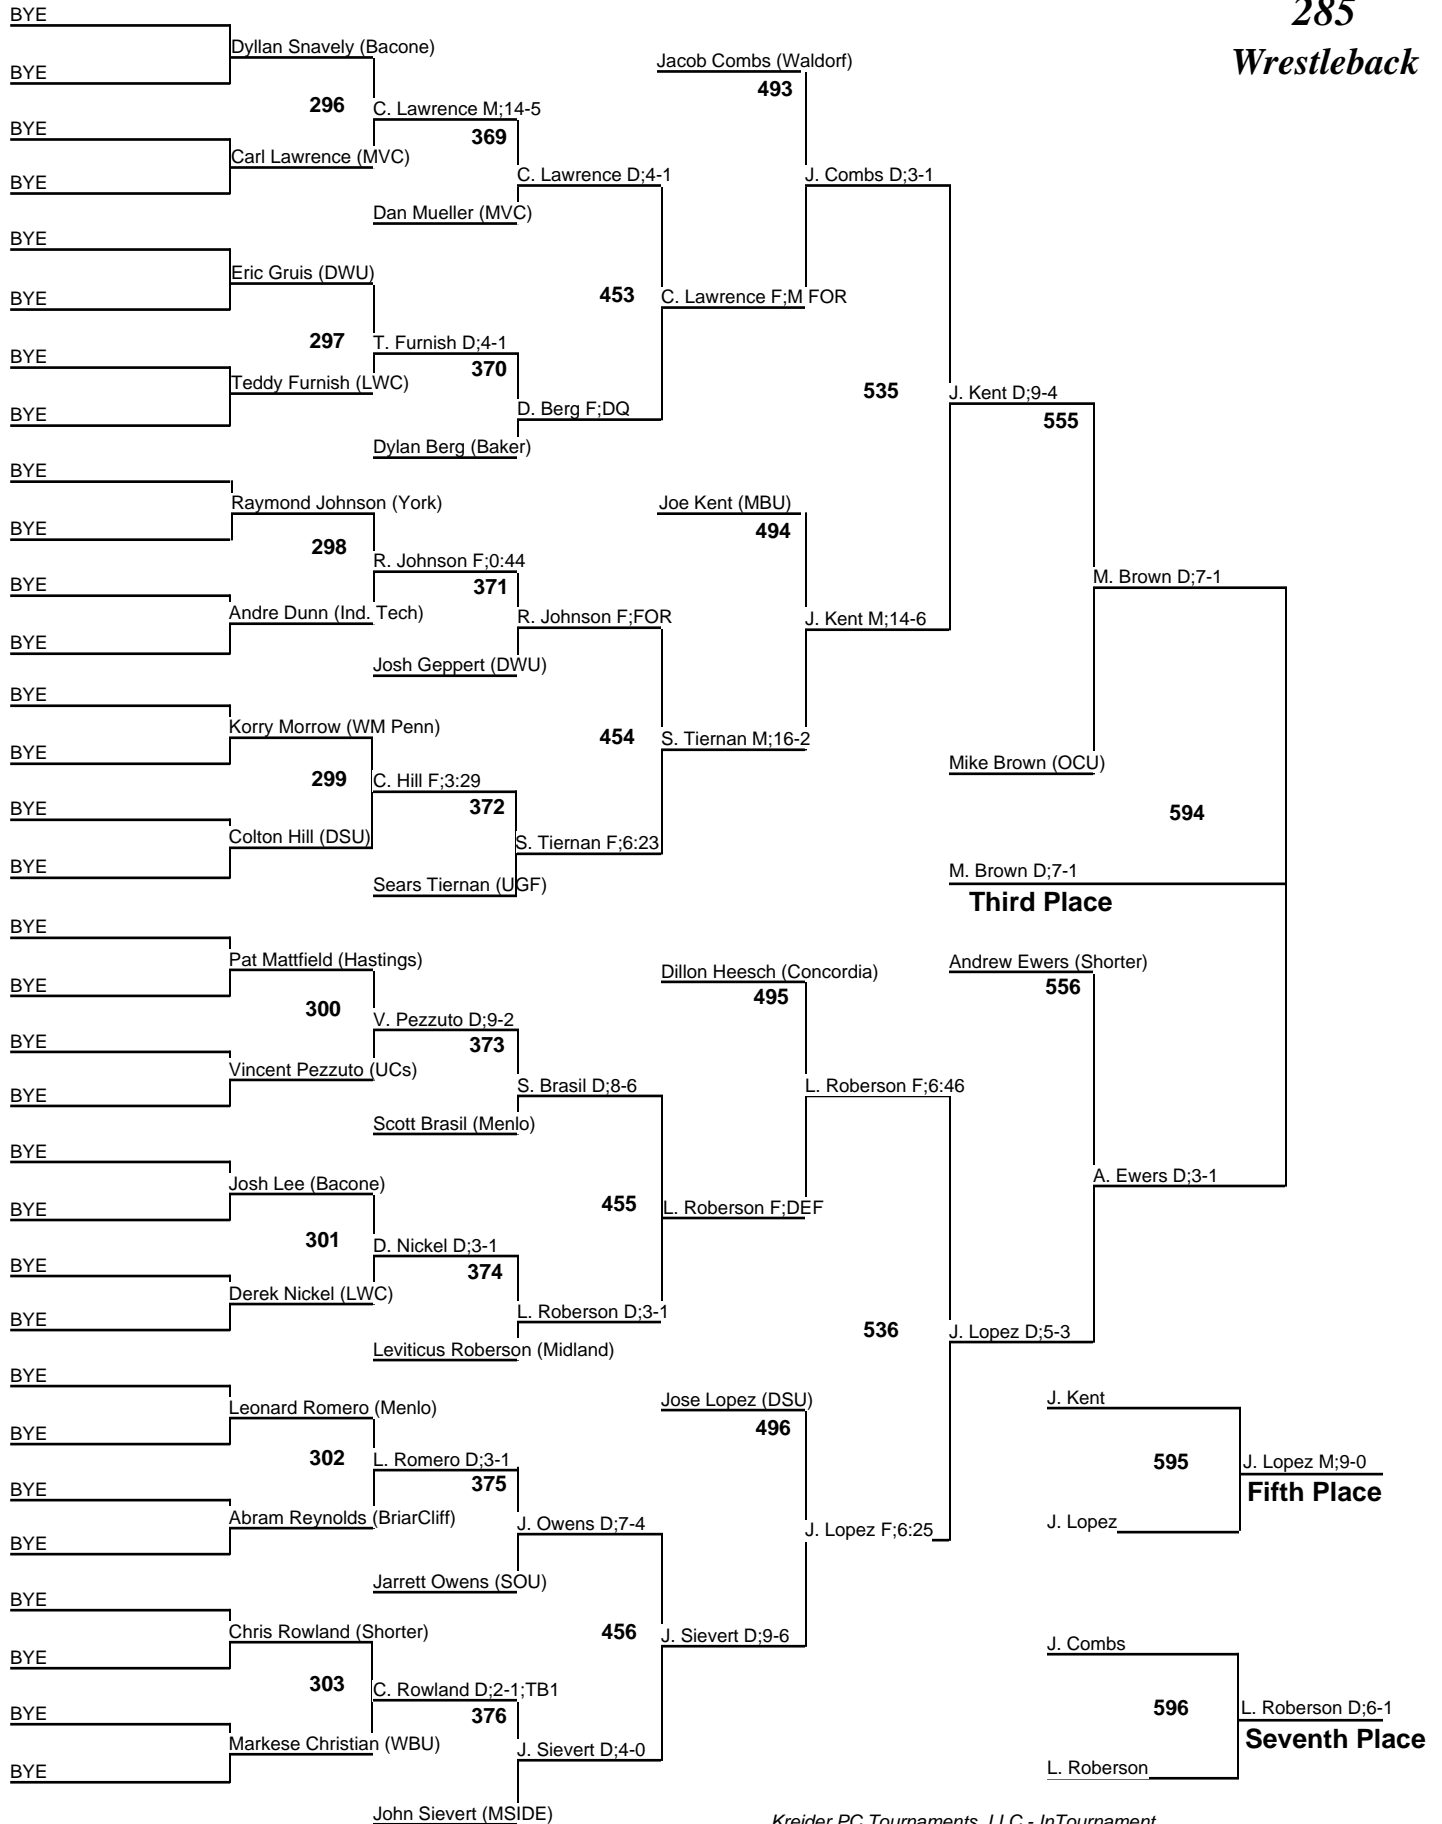 285
Wrestleback
BYE
Dyllan Snavely (Bacone)
BYE
296
C. Lawrence M;14-5
369
BYE
Carl Lawrence (MVC)
BYE
C. Lawrence D;4-1
Dan Mueller (MVC)
BYE
Eric Gruis (DWU)
BYE
453
C. Lawrence F;M FOR
297
T. Furnish D;4-1
370
BYE
Teddy Furnish (LWC)
BYE
D. Berg F;DQ
Dylan Berg (Baker)
Jacob Combs (Waldorf)
493
J. Combs D;3-1
535
J. Kent D;9-4
555
BYE
Raymond Johnson (York)
BYE
298
R. Johnson F;0:44
371
BYE
Andre Dunn (Ind. Tech)
BYE
R. Johnson F;FOR
Josh Geppert (DWU)
Joe Kent (MBU)
494
J. Kent M;14-6
M. Brown D;7-1
BYE
Korry Morrow (WM Penn)
BYE
454
S. Tiernan M;16-2
299
C. Hill F;3:29
372
BYE
Colton Hill (DSU)
BYE
S. Tiernan F;6:23
Sears Tiernan (UGF)
Mike Brown (OCU)
594
M. Brown D;7-1
Third Place
BYE
Pat Mattfield (Hastings)
BYE
300
V. Pezzuto D;9-2
373
BYE
Vincent Pezzuto (UCs)
BYE
S. Brasil D;8-6
Scott Brasil (Menlo)
Dillon Heesch (Concordia)
495
L. Roberson F;6:46
Andrew Ewers (Shorter)
556
A. Ewers D;3-1
BYE
Josh Lee (Bacone)
BYE
455
L. Roberson F;DEF
301
D. Nickel D;3-1
374
BYE
Derek Nickel (LWC)
BYE
L. Roberson D;3-1
Leviticus Roberson (Midland)
536
J. Lopez D;5-3
BYE
Leonard Romero (Menlo)
BYE
302
L. Romero D;3-1
375
BYE
Abram Reynolds (BriarCliff)
BYE
J. Owens D;7-4
Jarrett Owens (SOU)
Jose Lopez (DSU)
496
J. Lopez F;6:25
J. Kent
595
J. Lopez M;9-0
Fifth Place
J. Lopez
BYE
Chris Rowland (Shorter)
BYE
456
J. Sievert D;9-6
303
C. Rowland D;2-1;TB1
376
BYE
Markese Christian (WBU)
BYE
J. Sievert D;4-0
John Sievert (MSIDE)
J. Combs
596
L. Roberson D;6-1
Seventh Place
L. Roberson
Kreider PC Tournaments, LLC - InTournament